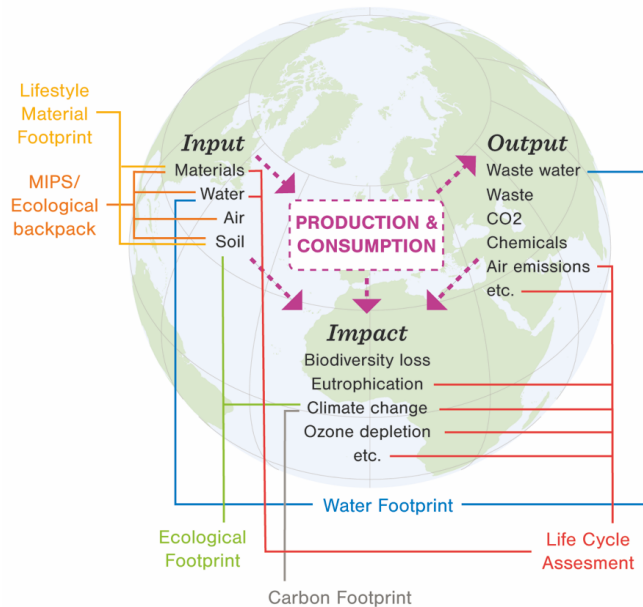 Lifestyle
Material
Footprint
MIPS/
Ecological
backpack
Input
Materials
Water
Air
Soil
PRODUCTION &
CONSUMPTION
Output
Waste water
Waste
CO2
Chemicals
Air emissions
etc.
Impact
Biodiversity loss
Eutrophication
Climate change
Ozone depletion
etc.
Water Footprint
Ecological
Footprint
Life Cycle
Assesment
Carbon Footprint